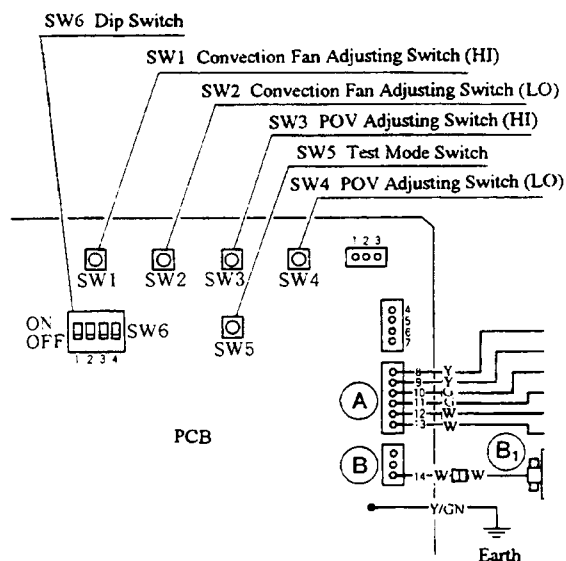 SW6 Dip Switch
SW1 Convection Fan Adjusting Switch (HI)
SW2 Convection Fan Adjusting Switch (LO)
SW3 POV Adjusting Switch (HI)
SW5 Test Mode Switch
SW4 POV Adjusting Switch (LO)
1 2 3
SW1 SW2 SW3 SW4
ON
OFF
SW6
1 2 3 4
SW5
4
5
6
7
A
8 Y
9 Y
10 G
11 G
12 W
13 W
PCB
B
14 W W
B1
Y/GN
Earth